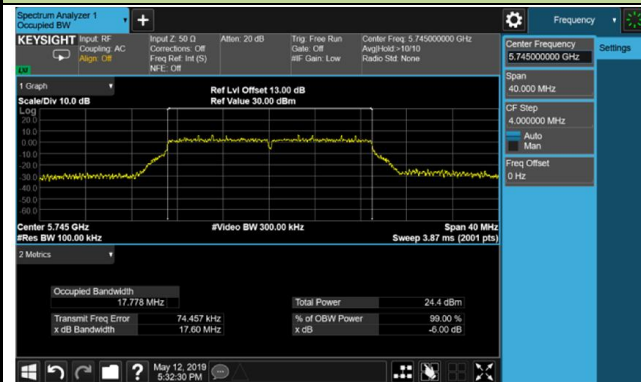 Spectrum Analyzer 1
Occupied BW
Frequency
KEYSIGHT
Input: RF
Coupling: AC
Align: Off
Input Z: 50 Ω
Corrections: Off
Freq Ref: Int (S)
NFE: Off
Atten: 20 dB
Trig: Free Run
Gate: Off
#IF Gain: Low
Center Freq: 5.745000000 GHz
Avg|Hold:>10/10
Radio Std: None
Center Frequency
5.745000000 GHz
Settings
Span
40.000 MHz
CF Step
4.000000 MHz
Auto
Man
Freq Offset
0 Hz
1 Graph
Scale/Div 10.0 dB
Ref Lvl Offset 13.00 dB
Ref Value 30.00 dBm
Log
20.0
10.0
0.00
-10.0
-20.0
-30.0
-40.0
-50.0
-60.0
Center 5.745 GHz
#Res BW 100.00 kHz
#Video BW 300.00 kHz
Span 40 MHz
Sweep 3.87 ms (2001 pts)
2 Metrics
Occupied Bandwidth
17.778 MHz
Total Power 24.4 dBm
Transmit Freq Error 74.457 kHz
% of OBW Power 99.00 %
x dB Bandwidth 17.60 MHz
x dB -6.00 dB
May 12, 2019
5:32:30 PM